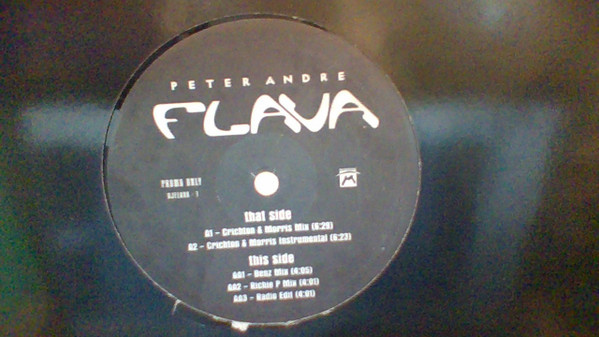 PETER ANDRE
FLAVA
PROMO ONLY
that side
A1 - Crichton & Morris Mix (6:29)
A2 - Crichton & Morris Instrumental (6:23)
this side
AA1 - Benz Mix (4:05)
AA2 - Richie P Mix (4:01)
AA3 - Radio Edit (4:01)